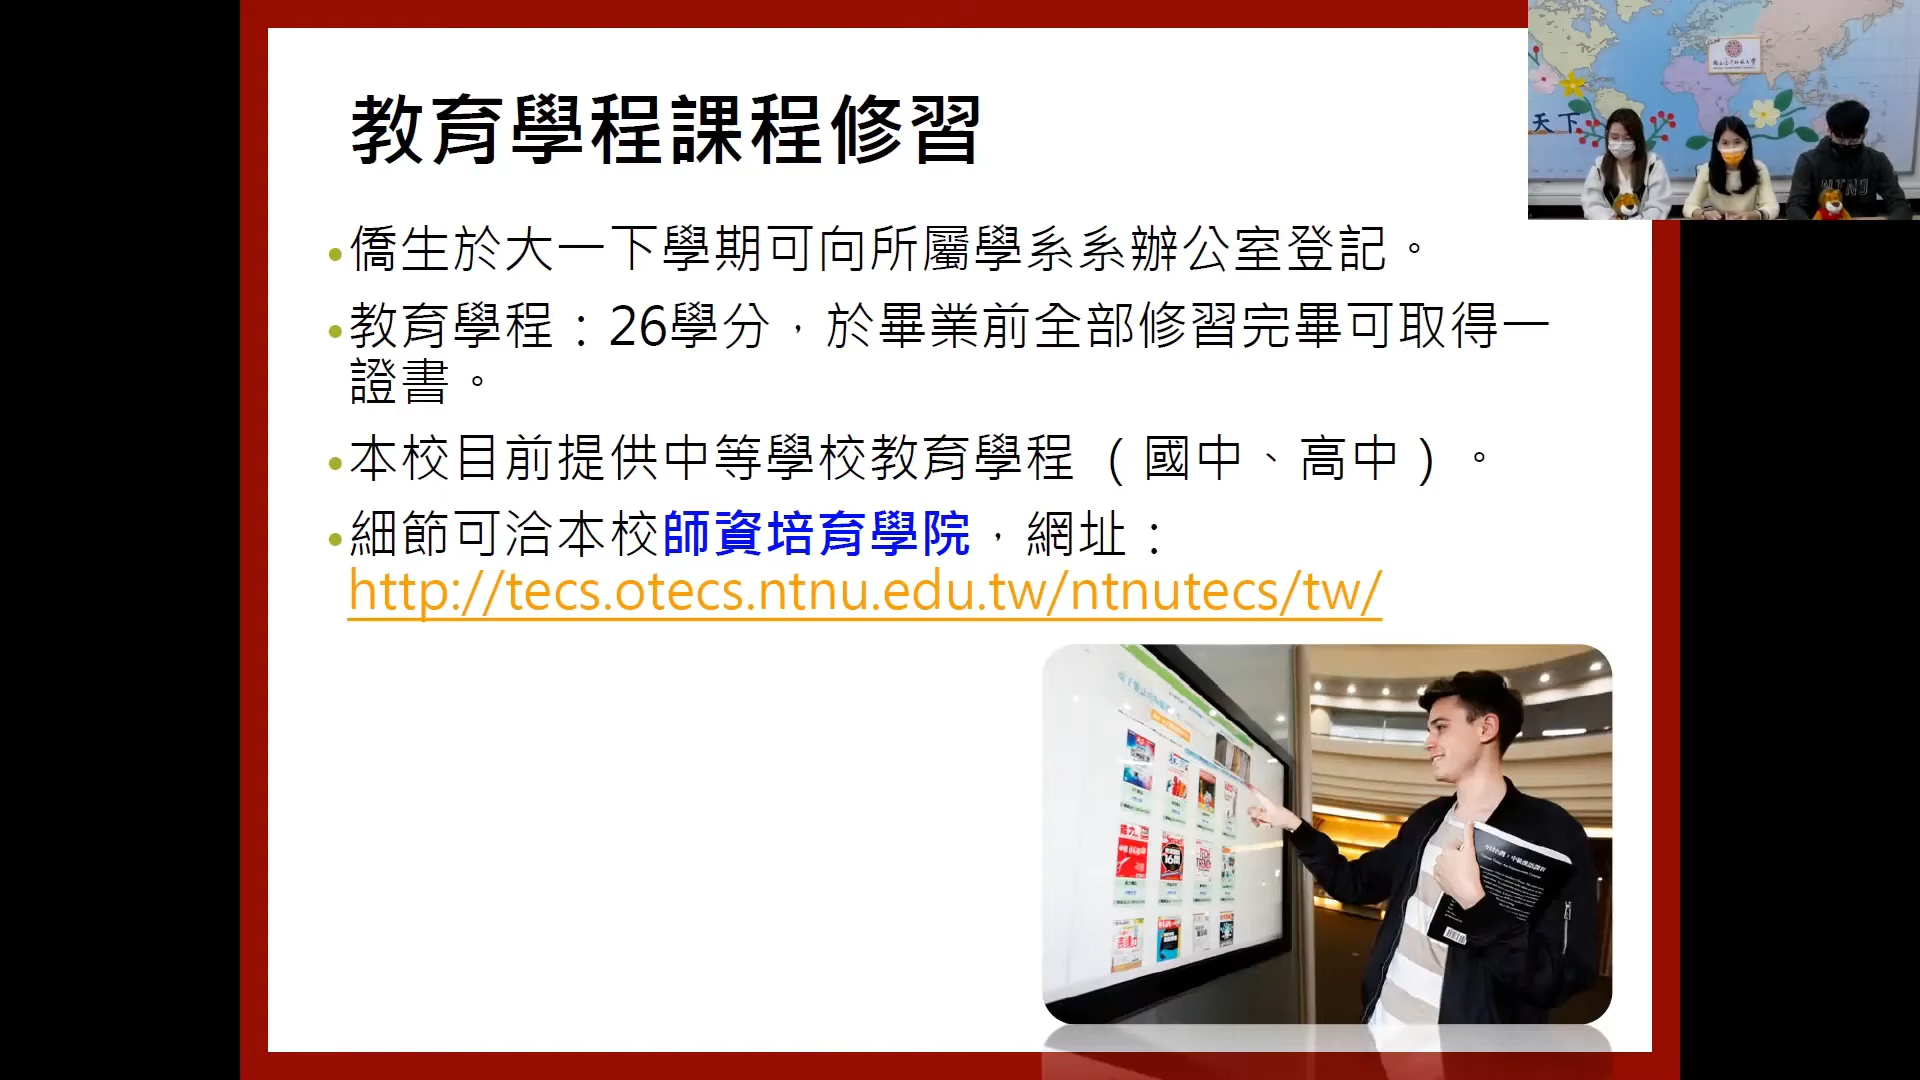 教育學程課程修習
天下
NTNU
•僑生於大一下學期可向所屬學系系辦公室登記。
•教育學程：26學分，於畢業前全部修習完畢可取得一
證書。
•本校目前提供中等學校教育學程（國中、高中）。
•細節可洽本校師資培育學院，網址：
http://tecs.otecs.ntnu.edu.tw/ntnutecs/tw/